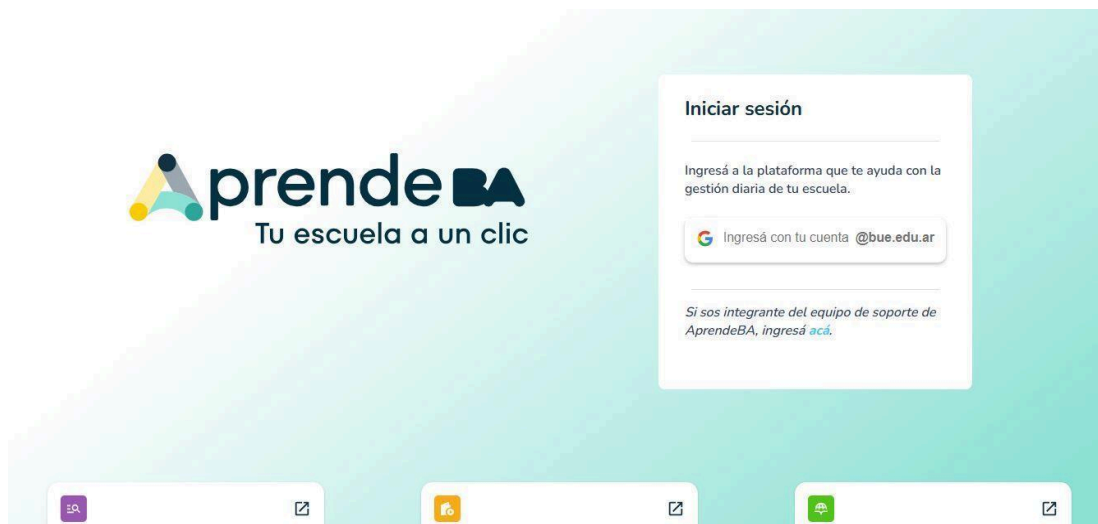 AprendeBA
Tu escuela a un clic
Iniciar sesión
Ingresá a la plataforma que te ayuda con la
gestión diaria de tu escuela.
Ingresá con tu cuenta @bue.edu.ar
Si sos integrante del equipo de soporte de
AprendeBA, ingresá acá.